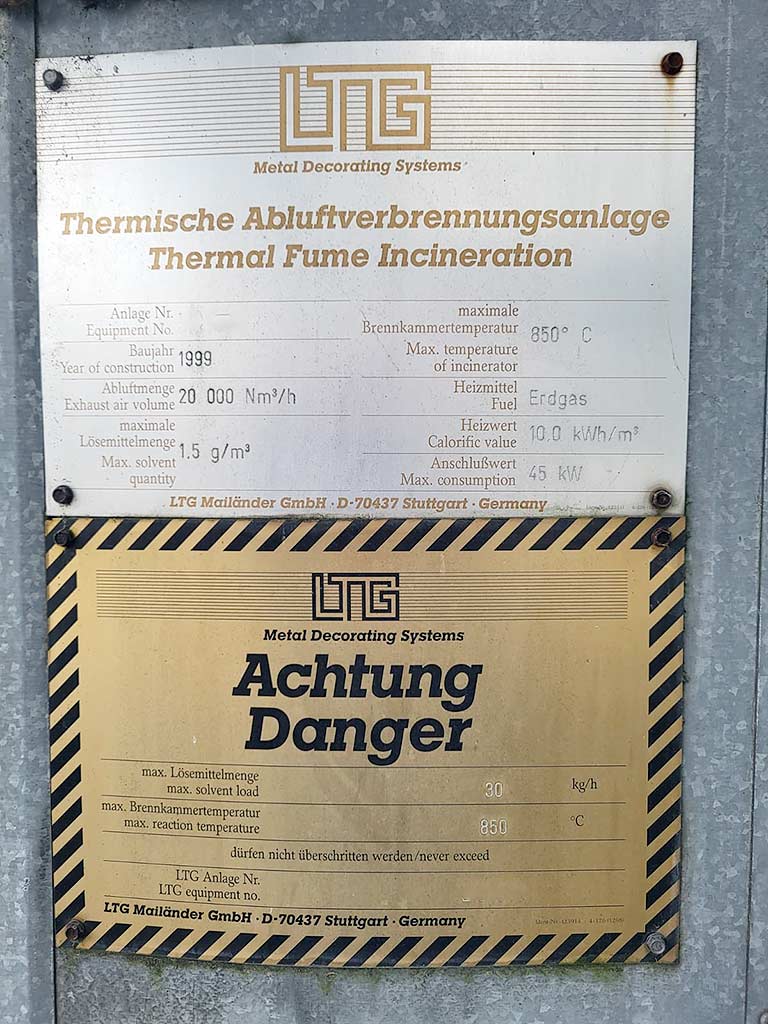 LTG
Metal Decorating Systems
Thermische Abluftverbrennungsanlage
Thermal Fume Incineration
Anlage Nr.
Equipment No.
Baujahr
Year of construction 1999
Abluftmenge
Exhaust air volume 20 000 Nm³/h
maximale
Lösemittelmenge
Max. solvent
quantity 1.5 g/m³
maximale
Brennkammertemperatur
Max. temperature
of incinerator 850° C
Heizmittel
Fuel Erdgas
Heizwert
Calorific value 10.0 kWh/m³
Anschlußwert
Max. consumption 45 kW
LTG Mailänder GmbH · D-70437 Stuttgart · Germany
LTG
Metal Decorating Systems
Achtung
Danger
max. Lösemittelmenge
max. solvent load 30 kg/h
max. Brennkammertemperatur
max. reaction temperature 850 °C
dürfen nicht überschritten werden/never exceed
LTG Anlage Nr.
LTG equipment no.
LTG Mailänder GmbH · D-70437 Stuttgart · Germany